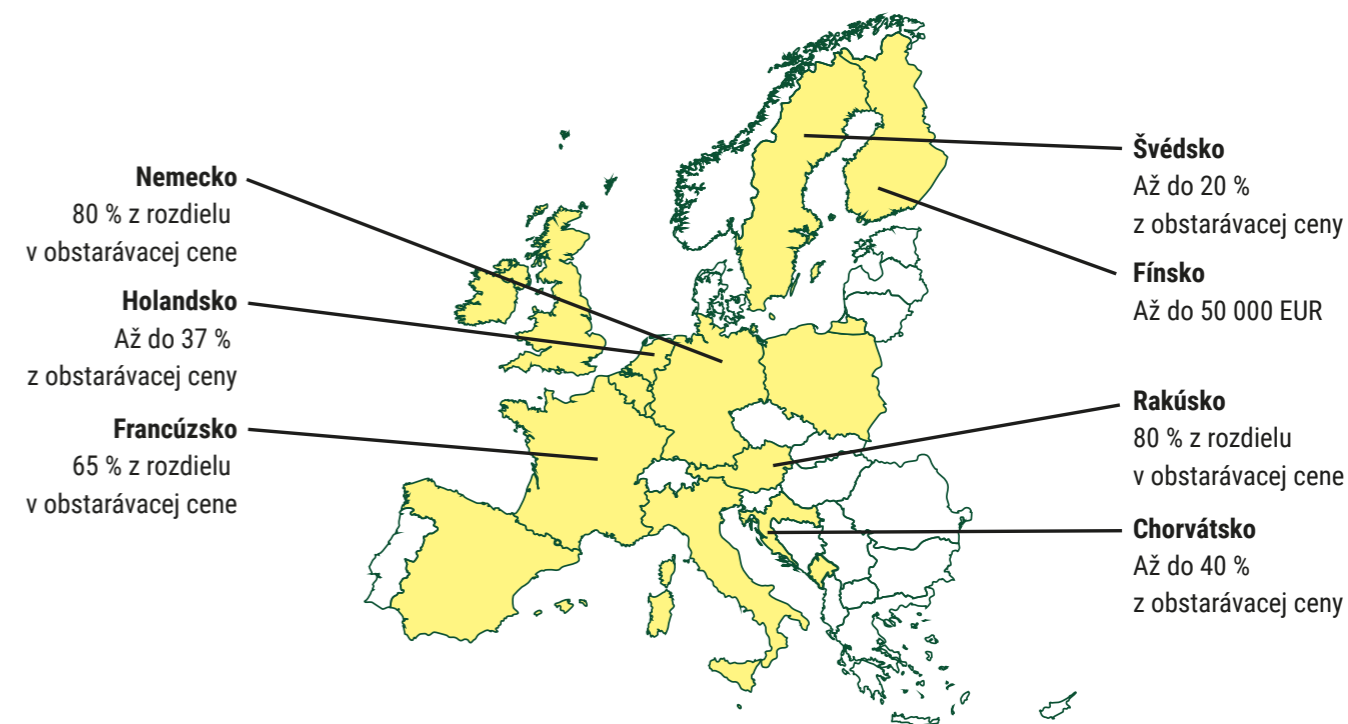 Nemecko
80 % z rozdielu
v obstarávacej cene
Holandsko
Až do 37 %
z obstarávacej ceny
Francúzsko
65 % z rozdielu
v obstarávacej cene
Švédsko
Až do 20 %
z obstarávacej ceny
Fínsko
Až do 50 000 EUR
Rakúsko
80 % z rozdielu
v obstarávacej cene
Chorvátsko
Až do 40 %
z obstarávacej ceny